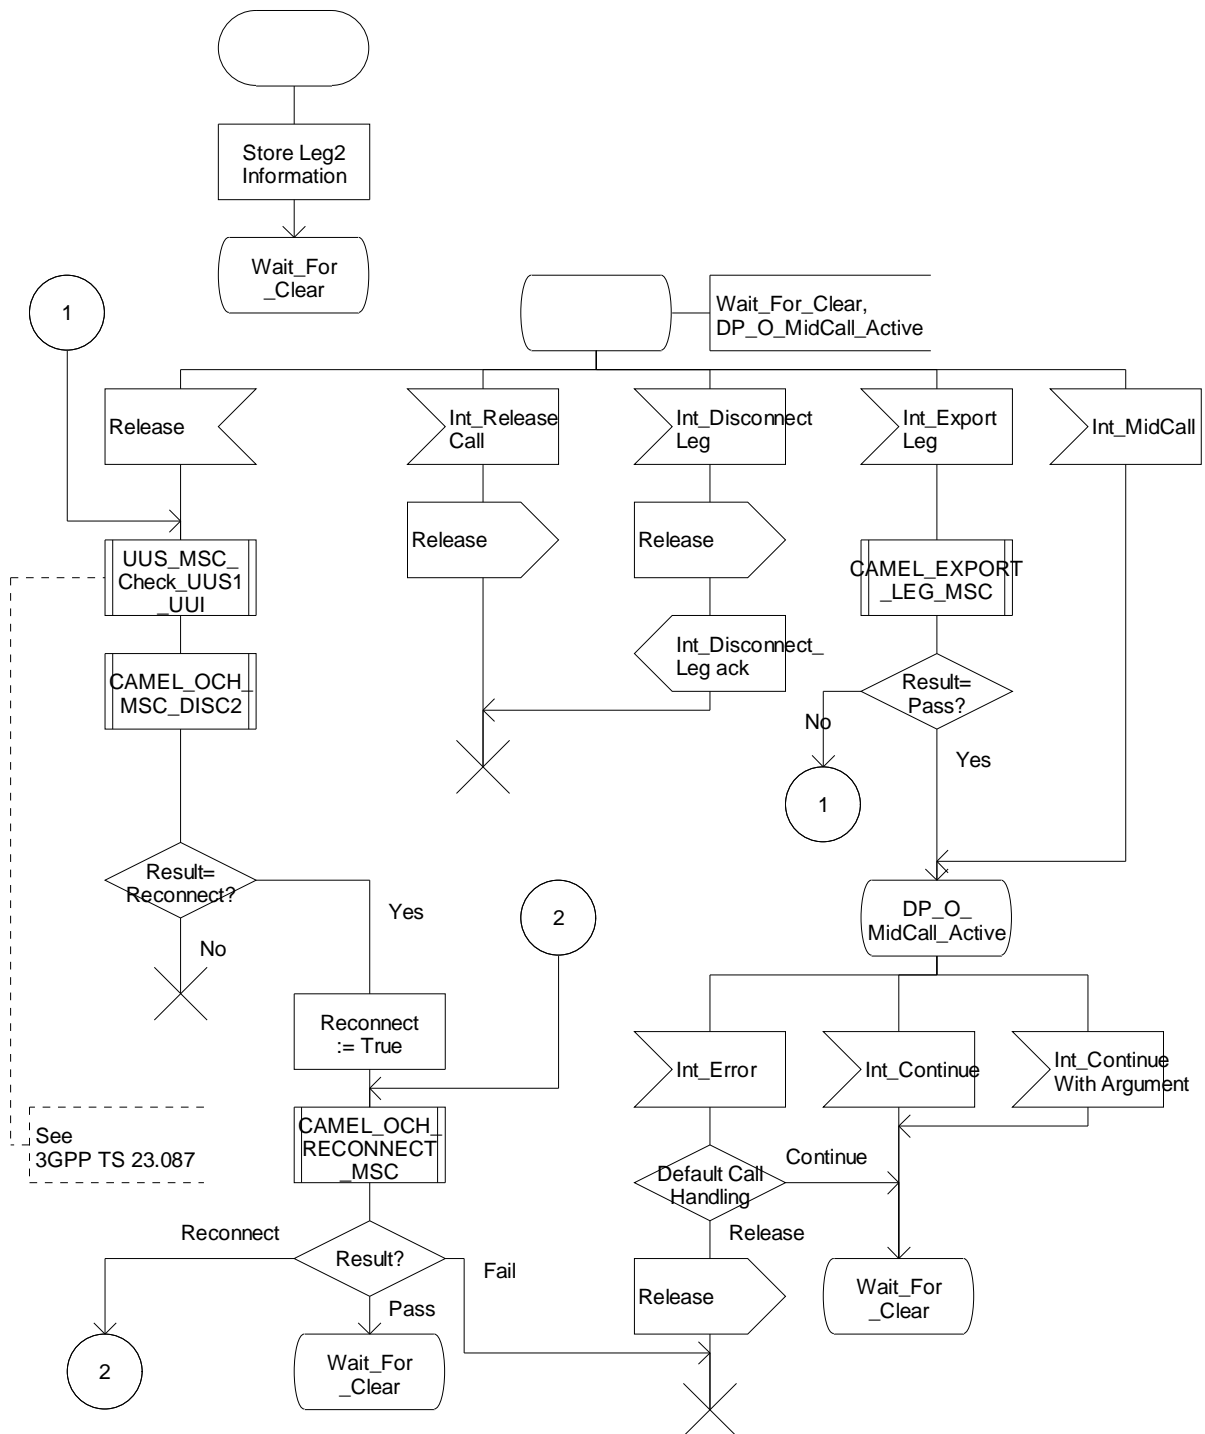 Store Leg2
Information
Wait_For
_Clear
1
Wait_For_Clear,
DP_O_MidCall_Active
Release
Int_Release
Call
Int_Disconnect
Leg
Int_Export
Leg
Int_MidCall
Release
Release
UUS_MSC_
Check_UUS1
_UUI
CAMEL_EXPORT
_LEG_MSC
Int_Disconnect_
Leg ack
CAMEL_OCH_
MSC_DISC2
Result=
Pass?
No
Yes
1
Result=
Reconnect?
Yes
No
2
DP_O_
MidCall_Active
Reconnect
:= True
Int_Error
Int_Continue
Int_Continue
With Argument
See
3GPP TS 23.087
CAMEL_OCH_
RECONNECT
_MSC
Default Call
Handling
Continue
Release
Reconnect
Result?
Fail
Pass
Release
Wait_For
_Clear
2
Wait_For
_Clear